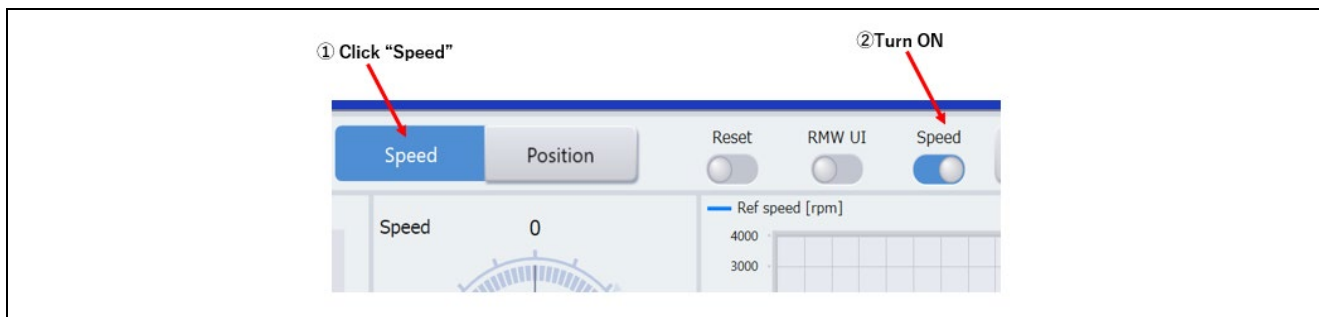 ① Click “Speed”
②Turn ON
Speed
Position
Reset
RMW UI
Speed
Speed
0
Ref speed [rpm]
4000
3000